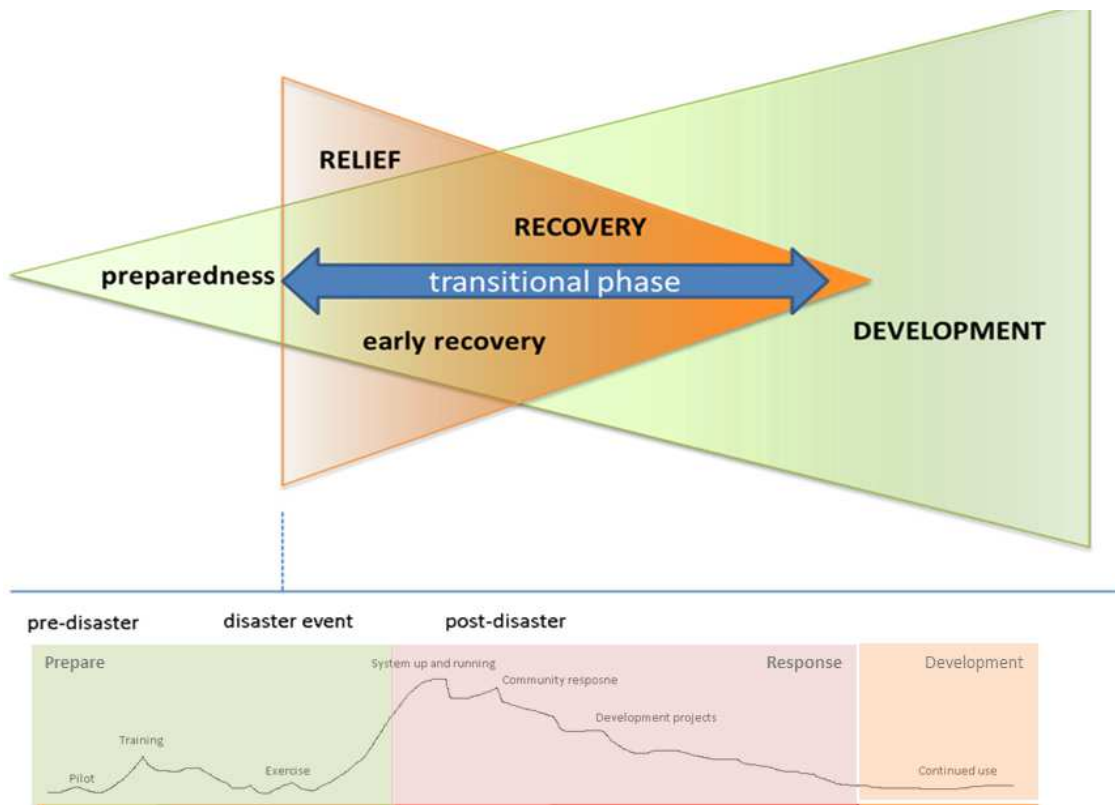 RELIEF
RECOVERY
preparedness
transitional phase
early recovery
DEVELOPMENT
pre-disaster
disaster event
post-disaster
Prepare
System up and running
Response
Development
Community resposne
Development projects
Training
Pilot
Exercise
Continued use